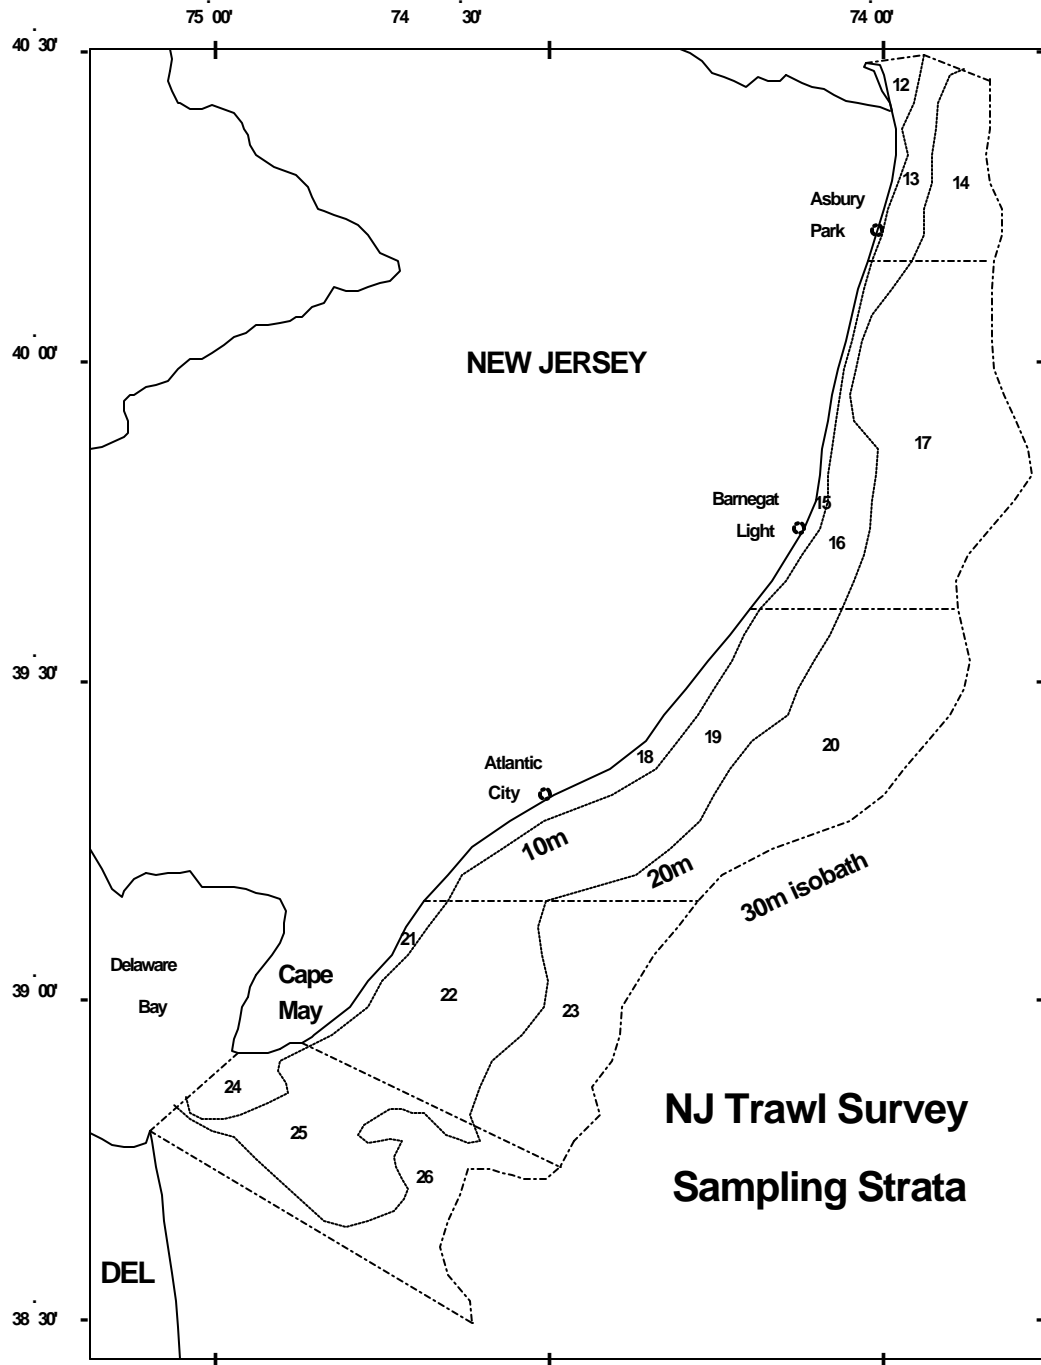 75 00'
74 30'
74 00'
40 30'
12
13
14
Asbury
Park
40 00'
NEW JERSEY
17
Barnegat
Light
15
16
39 30'
18
19
20
Atlantic
City
10m
20m
30m isobath
21
Delaware
Bay
Cape
May
39 00'
22
23
24
25
26
NJ Trawl Survey
Sampling Strata
DEL
38 30'